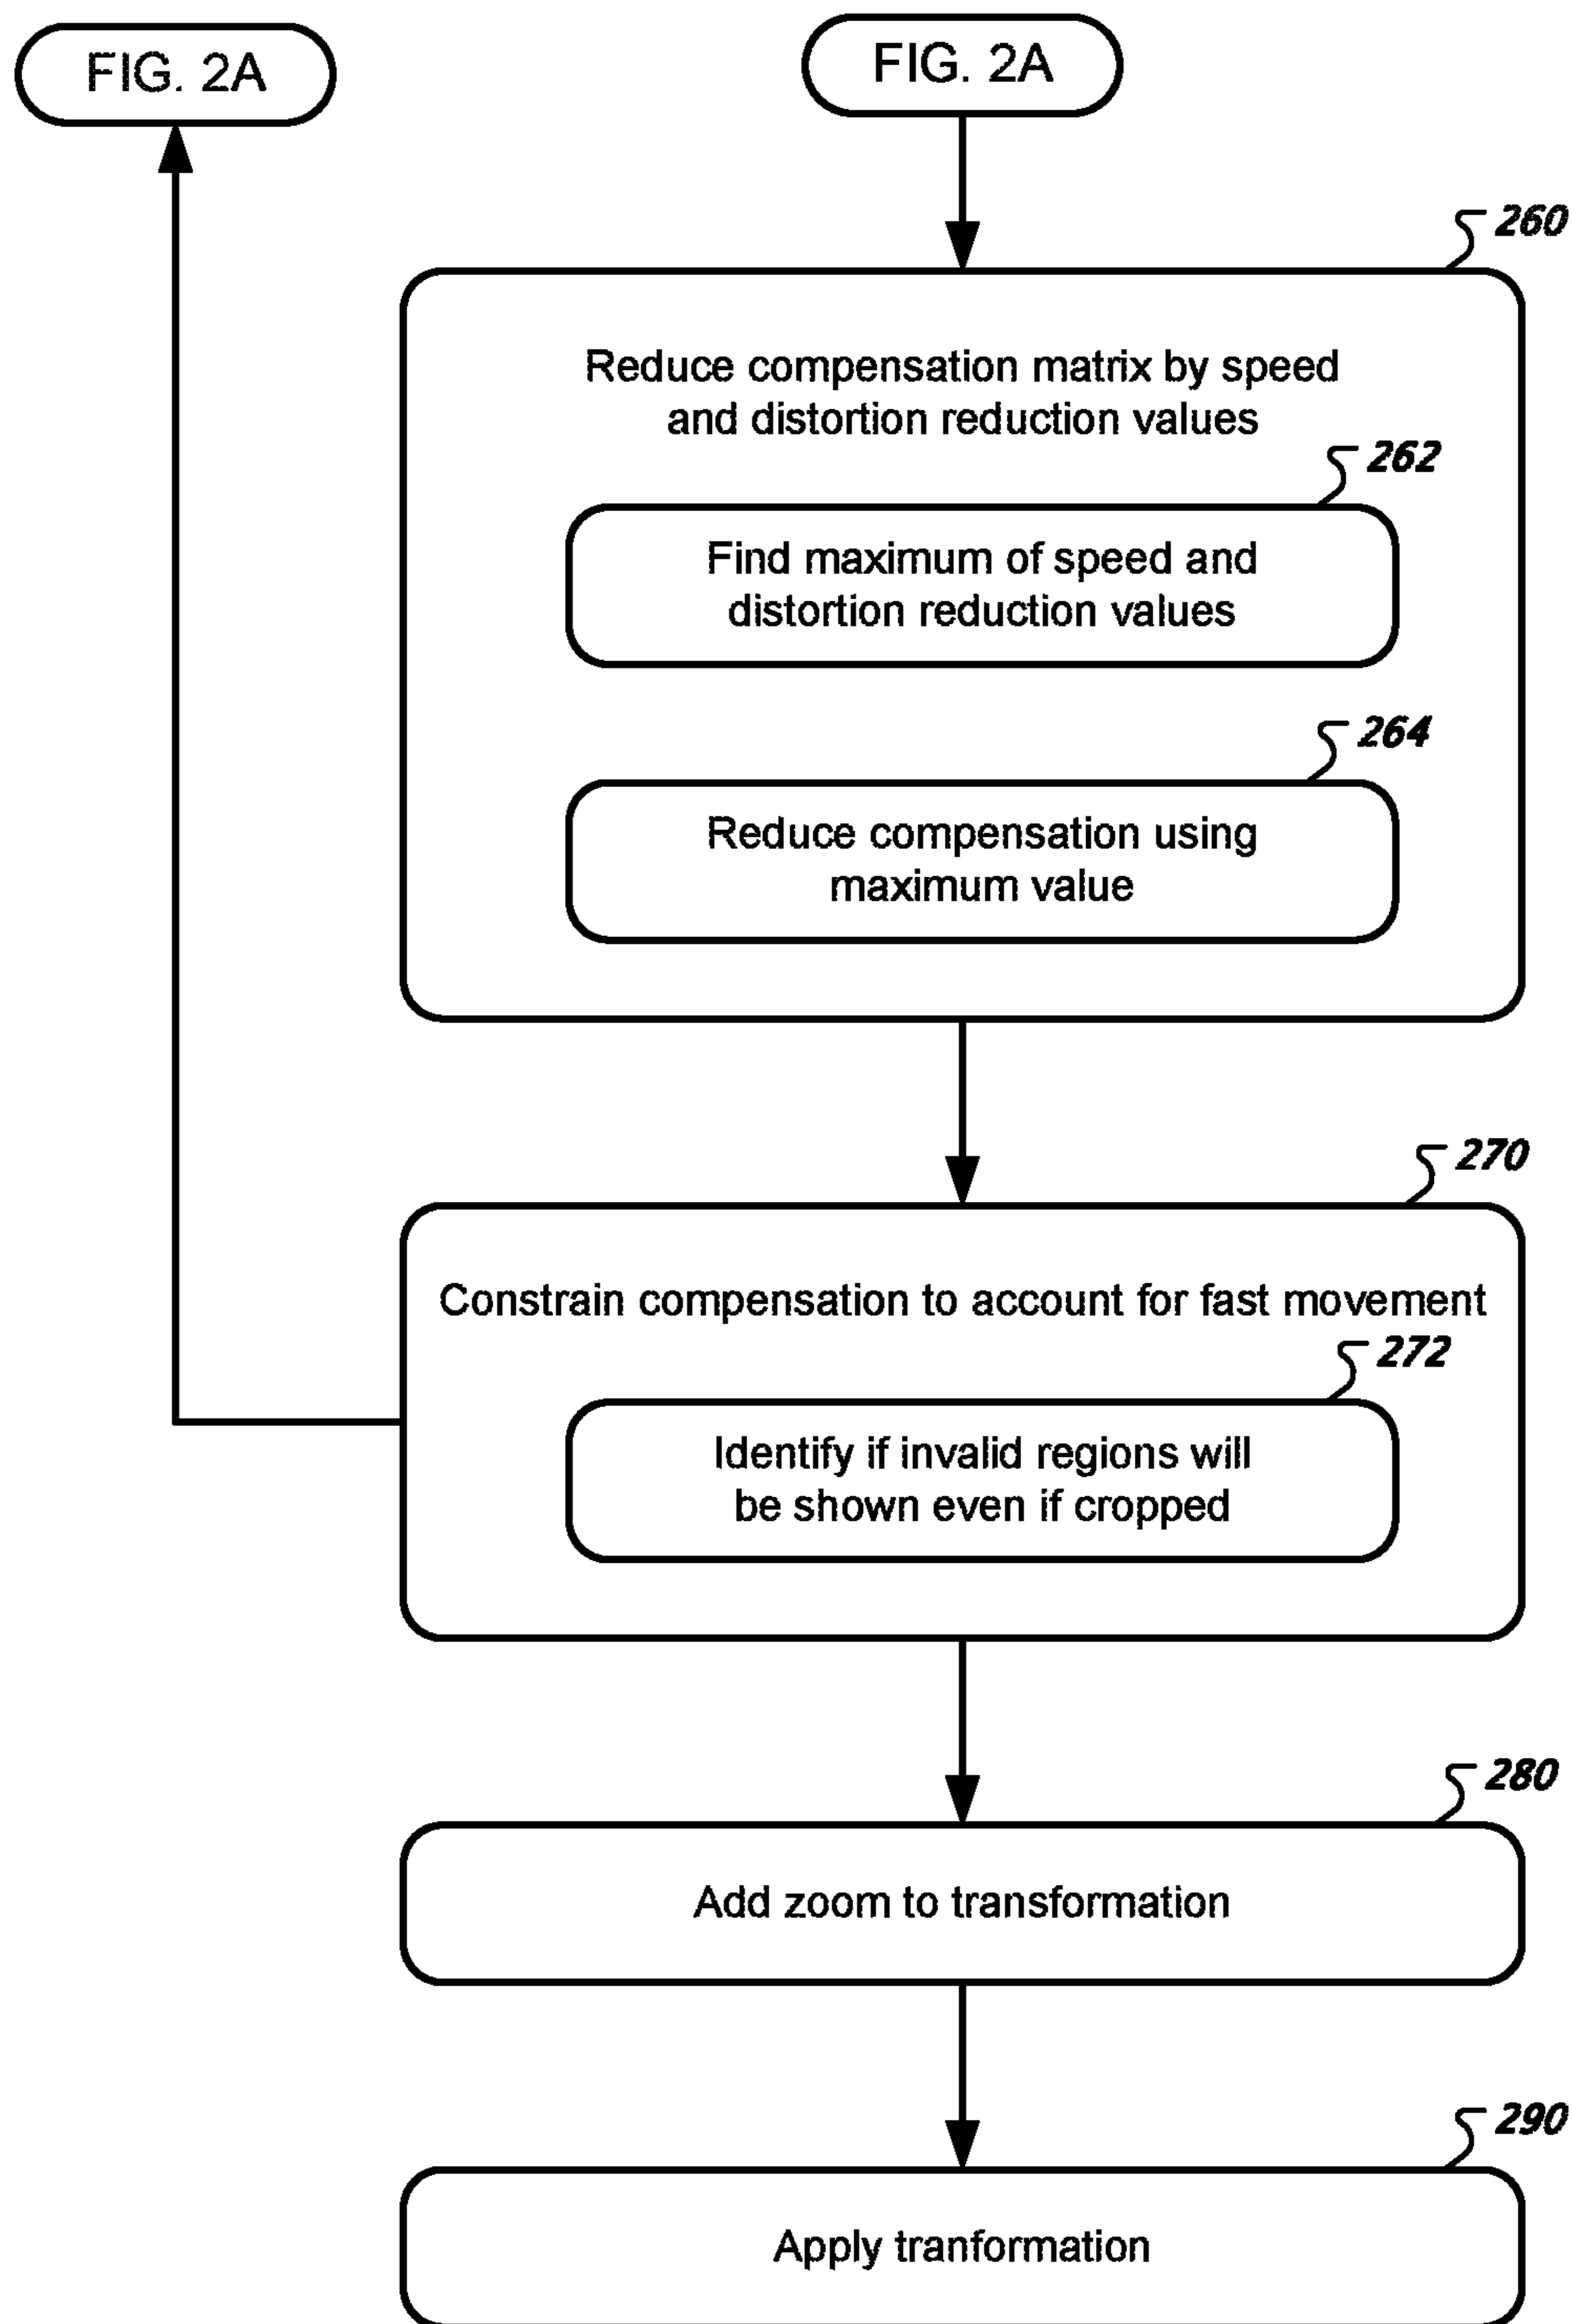 FIG. 2A
FIG. 2A
260
Reduce compensation matrix by speed
and distortion reduction values
262
Find maximum of speed and
distortion reduction values
264
Reduce compensation using
maximum value
270
Constrain compensation to account for fast movement
272
Identify if invalid regions will
be shown even if cropped
280
Add zoom to transformation
290
Apply tranformation